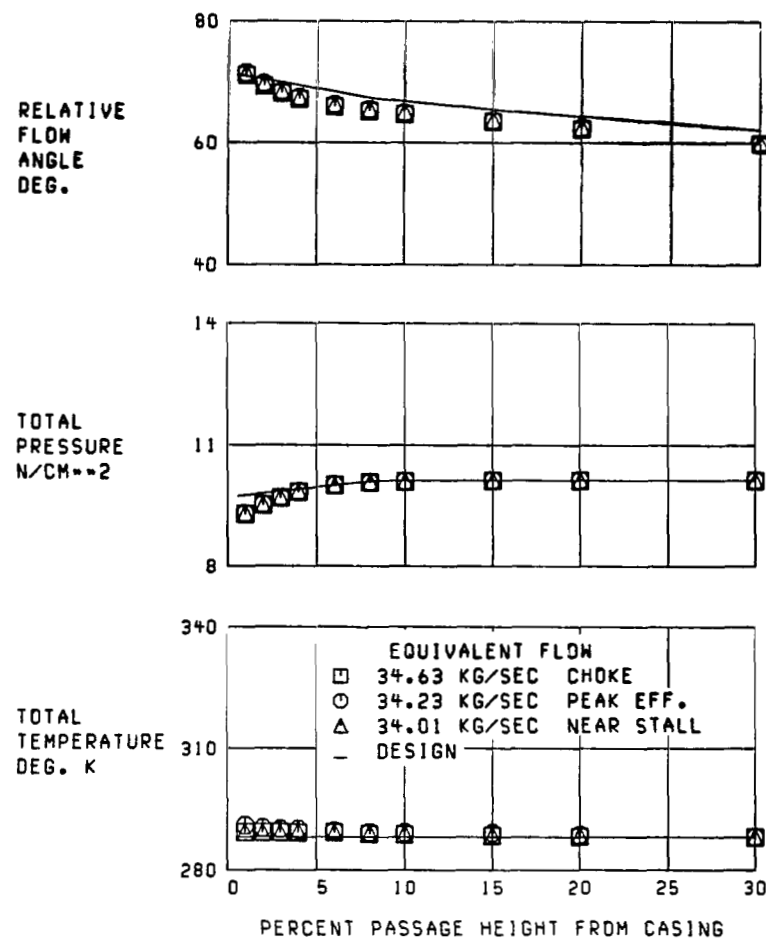 80
RELATIVE
FLOW
ANGLE
DEG.
60
40
14
TOTAL
PRESSURE
N/CM**2
11
8
340
EQUIVALENT FLOW
34.63 KG/SEC CHOKE
34.23 KG/SEC PEAK EFF.
34.01 KG/SEC NEAR STALL
DESIGN
TOTAL
TEMPERATURE
DEG. K
310
280
0 5 10 15 20 25 30
PERCENT PASSAGE HEIGHT FROM CASING